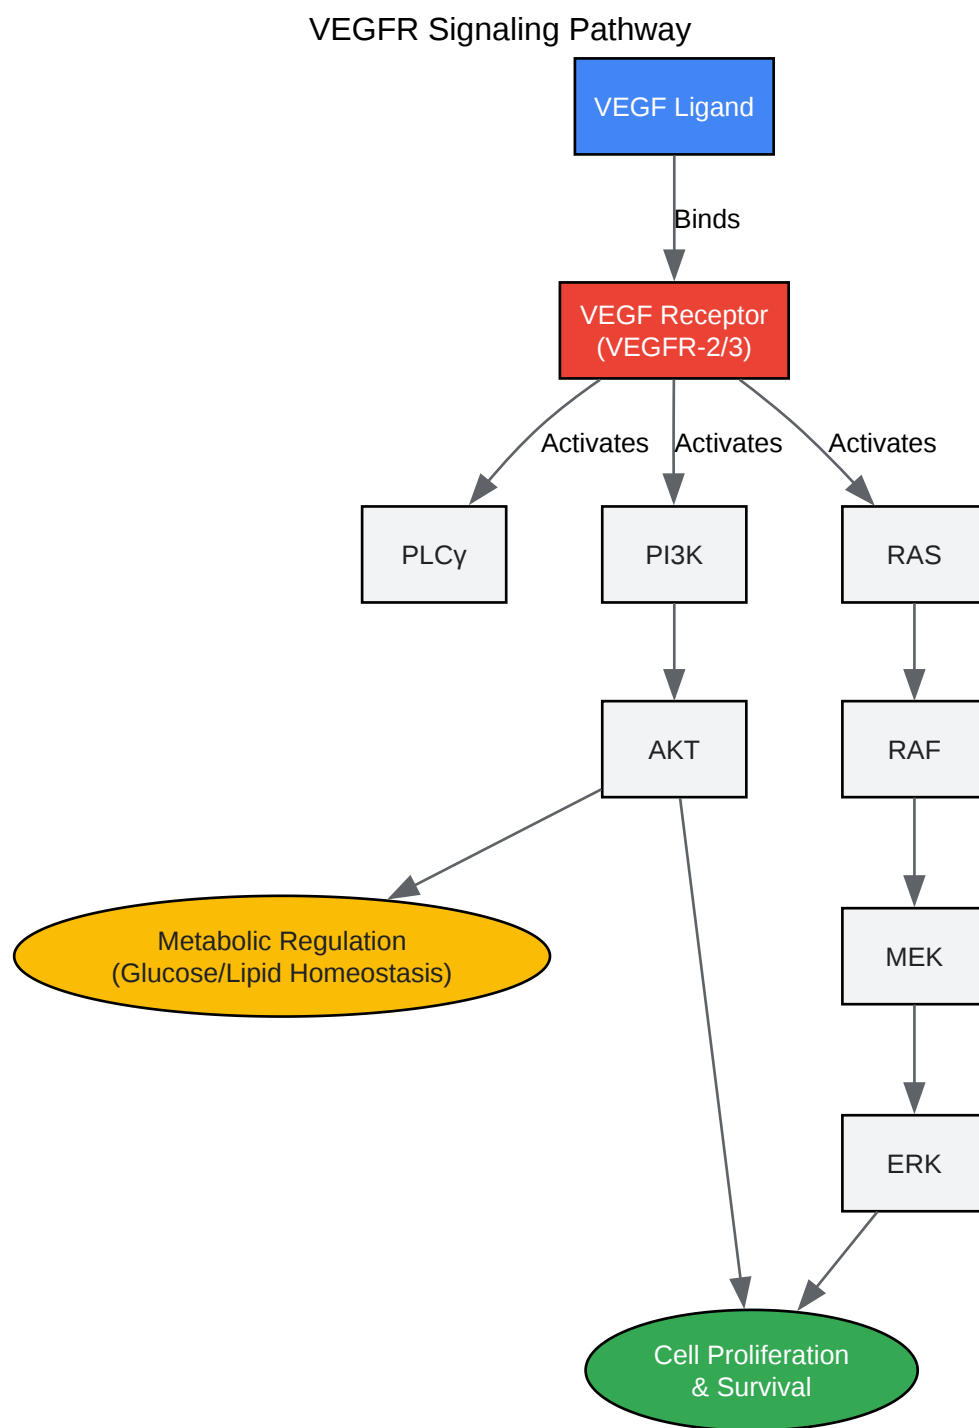 VEGFR Signaling Pathway
VEGF Ligand
Binds
VEGF Receptor
(VEGFR-2/3)
Activates
Activates
Activates
PLCγ
PI3K
RAS
AKT
RAF
Metabolic Regulation
(Glucose/Lipid Homeostasis)
MEK
ERK
Cell Proliferation
& Survival